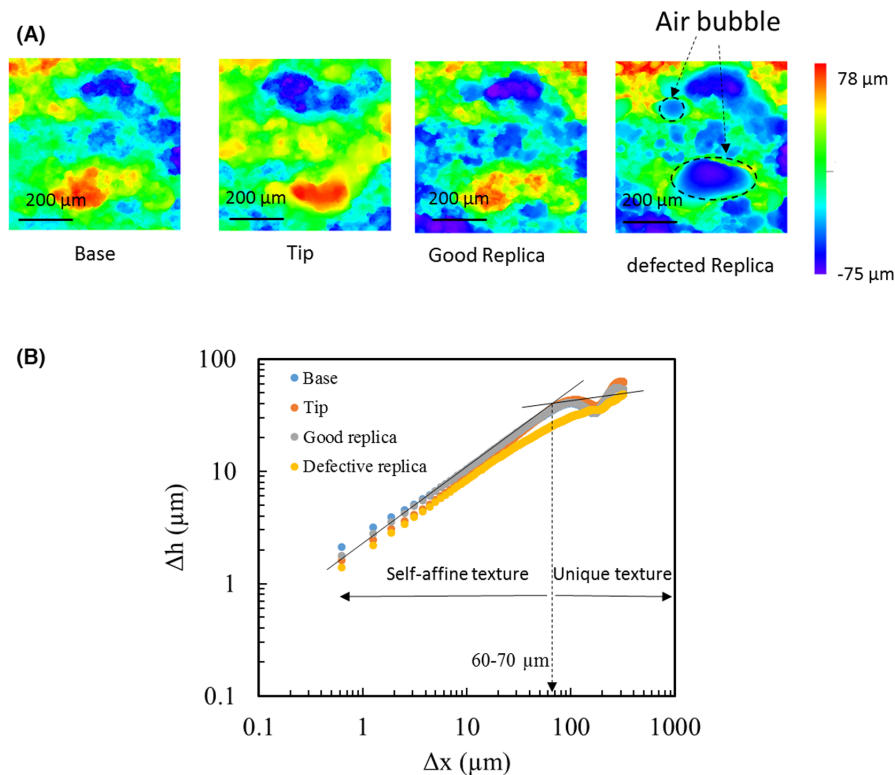 (A)
Air bubble
78 µm
-75 µm
200 µm
200 µm
200 µm
200 µm
Base
Tip
Good Replica
defected Replica
(B)
100
10
1
0.1
Δh (µm)
Base
Tip
Good replica
Defective replica
Self-affine texture
Unique texture
60-70 µm
0.1
1
10
100
1000
Δx (µm)